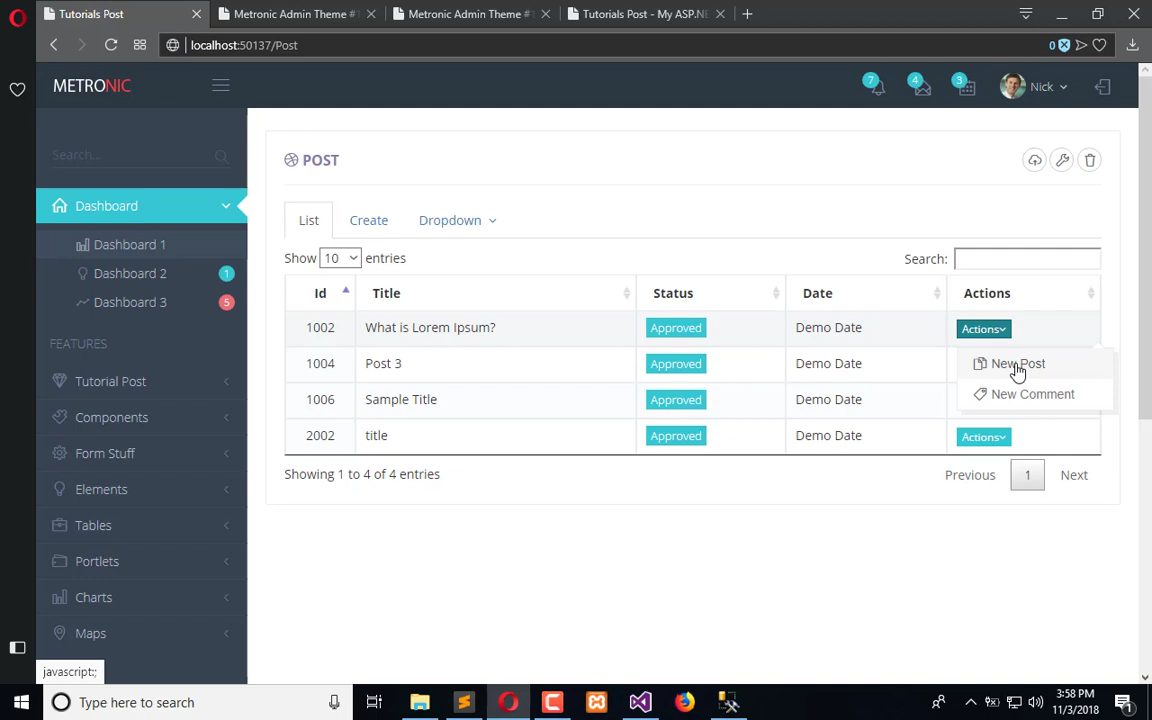 Tutorials Post
Metronic Admin Theme #1
Metronic Admin Theme #1
Tutorials Post - My ASP.NE
localhost:50137/Post
0
METRONIC
7
4
3
Nick
Search...
Dashboard
Dashboard 1
Dashboard 2
1
Dashboard 3
5
FEATURES
Tutorial Post
Components
Form Stuff
Elements
Tables
Portlets
Charts
Maps
javascript:;
POST
List
Create
Dropdown
Show 10 entries
Search:
Id
Title
Status
Date
Actions
1002
What is Lorem Ipsum?
Approved
Demo Date
Actions
1004
Post 3
Approved
Demo Date
New Post
1006
Sample Title
Approved
Demo Date
New Comment
2002
title
Approved
Demo Date
Actions
Showing 1 to 4 of 4 entries
Previous
1
Next
Type here to search
3:58 PM
11/3/2018
1